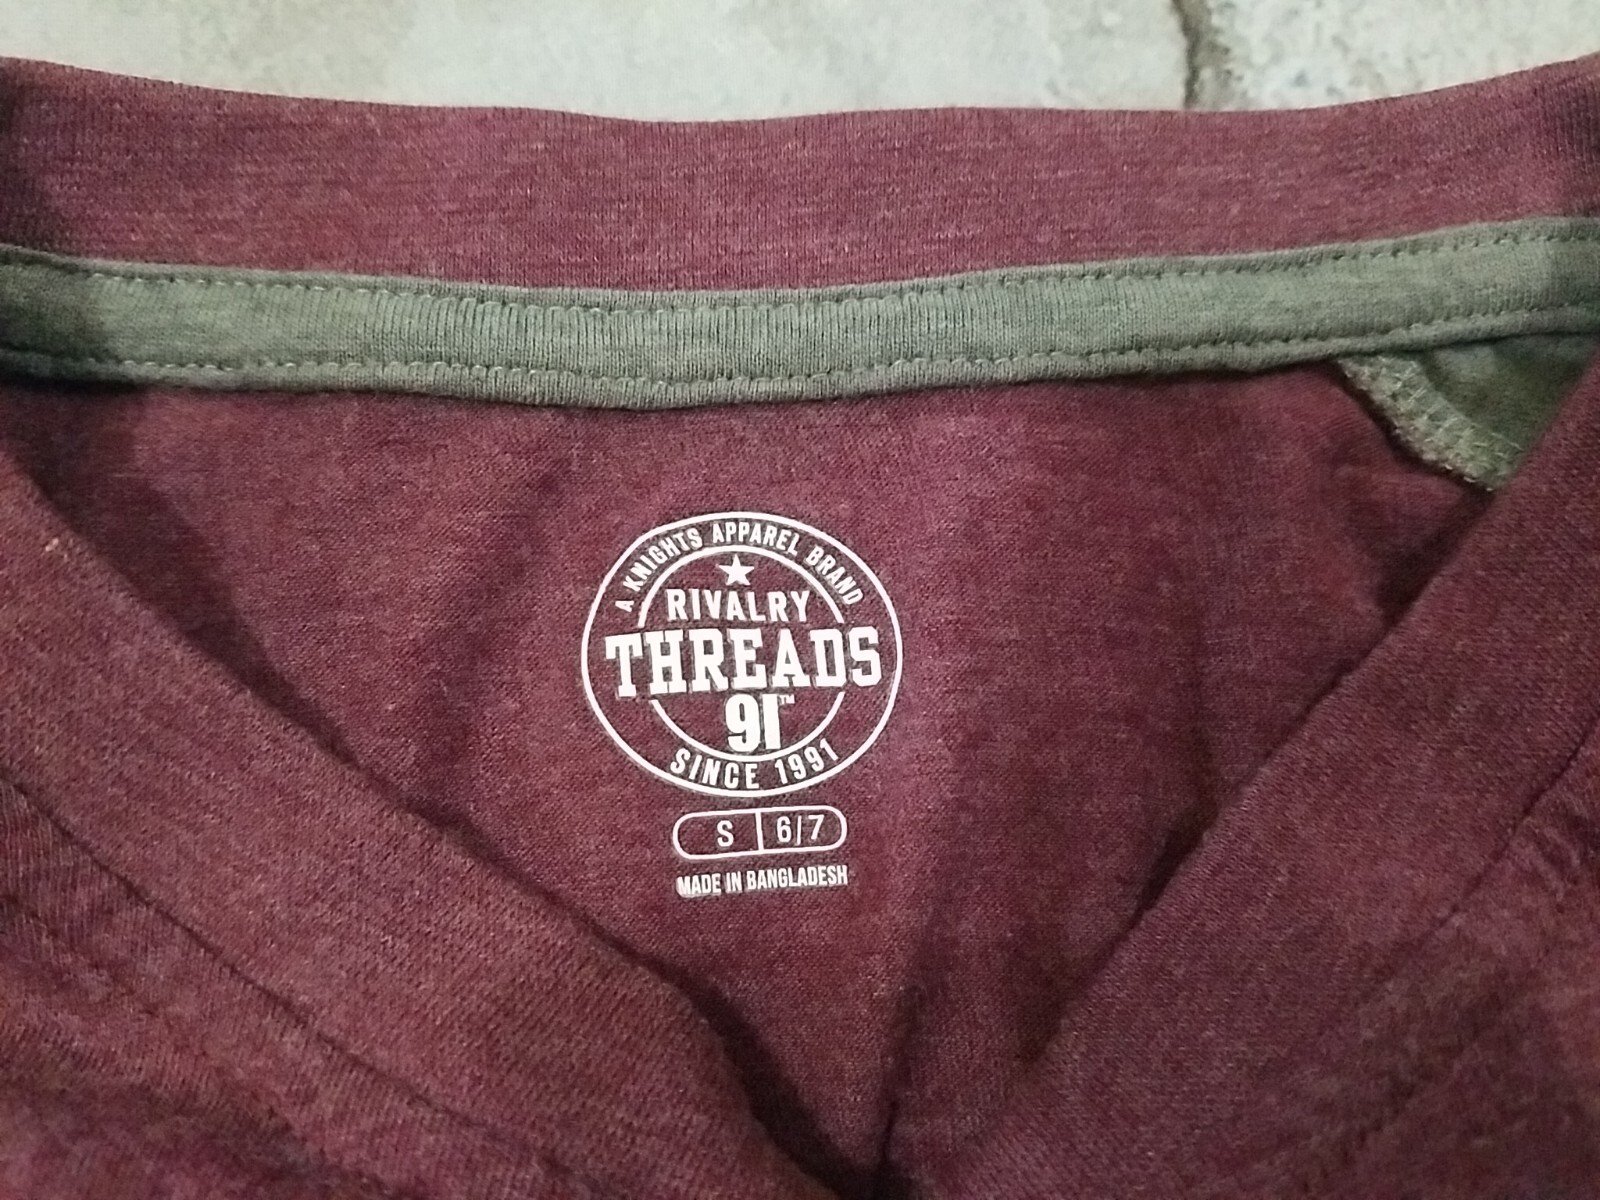 A KNIGHTS APPAREL BRAND
RIVALRY
THREADS
91™
SINCE 1991
S 6/7
MADE IN BANGLADESH